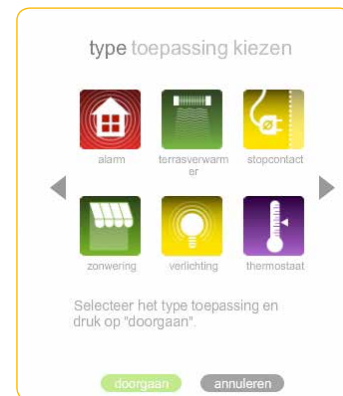 type toepassing kiezen
alarm
terrasverwarm
er
stopcontact
zonwering
verlichting
thermostaat
Selecteer het type toepassing en
druk op "doorgaan".
doorgaan
annuleren